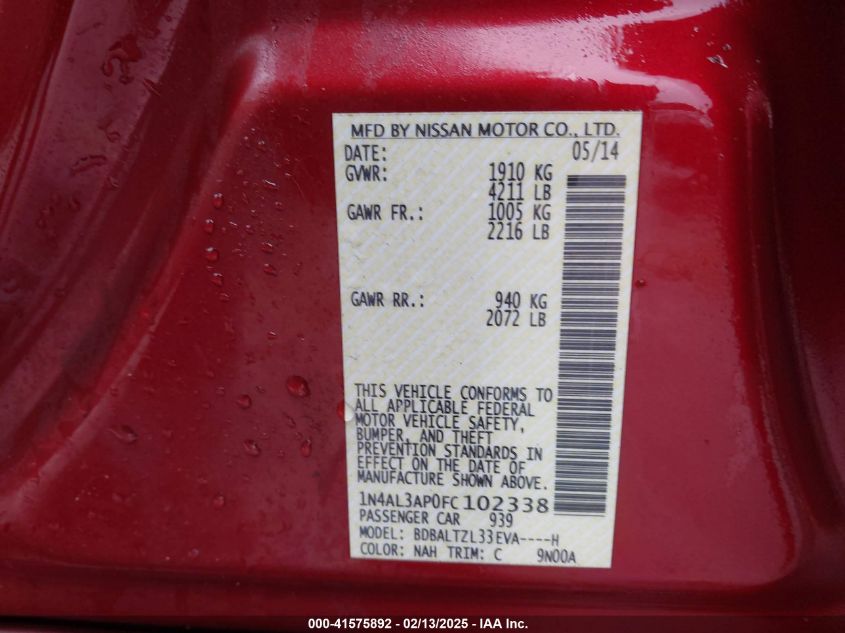 MFD BY NISSAN MOTOR CO., LTD.
DATE: 05/14
GVWR: 1910 KG
4211 LB
GAWR FR.: 1005 KG
2216 LB
GAWR RR.: 940 KG
2072 LB
THIS VEHICLE CONFORMS TO
ALL APPLICABLE FEDERAL
MOTOR VEHICLE SAFETY,
BUMPER, AND THEFT
PREVENTION STANDARDS IN
EFFECT ON THE DATE OF
MANUFACTURE SHOWN ABOVE.
1N4AL3AP0FC102338
PASSENGER CAR 939
MODEL: BDBALTZL33EVA----H
COLOR: NAH TRIM: C 9N00A
000-41575892 - 02/13/2025 - IAA Inc.